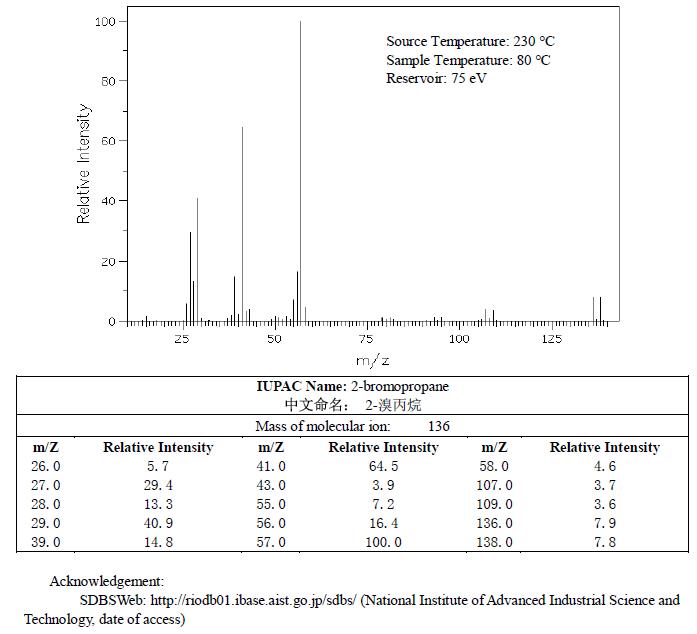 100
80
60
40
20
0
Relative Intensity
Source Temperature: 230 °C
Sample Temperature: 80 °C
Reservoir: 75 eV
25 50 75 100 125
m/z
IUPAC Name: 2-bromopropane
中文命名： 2-溴丙烷
Mass of molecular ion: 136
m/Z Relative Intensity m/Z Relative Intensity m/Z Relative Intensity
26.0 5.7 41.0 64.5 58.0 4.6
27.0 29.4 43.0 3.9 107.0 3.7
28.0 13.3 55.0 7.2 109.0 3.6
29.0 40.9 56.0 16.4 136.0 7.9
39.0 14.8 57.0 100.0 138.0 7.8
Acknowledgement:
SDBSWeb: http://riodb01.ibase.aist.go.jp/sdbs/ (National Institute of Advanced Industrial Science and
Technology, date of access)